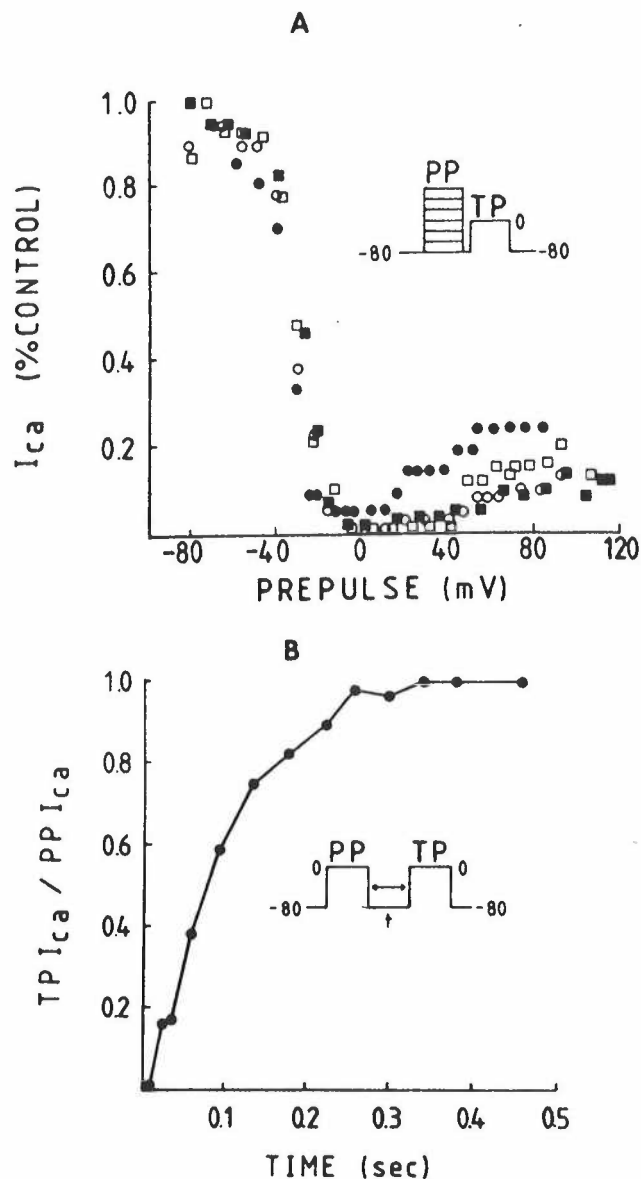 A
Ica (%CONTROL)
1.0
0.8
0.6
0.4
0.2
PP
TP
0
-80
-80
-80 -40 0 40 80 120
PREPULSE (mV)
B
TP Ica / PP Ica
1.0
0.8
0.6
0.4
0.2
PP TP
0 0
-80 -80
t
0.1 0.2 0.3 0.4 0.5
TIME (sec)